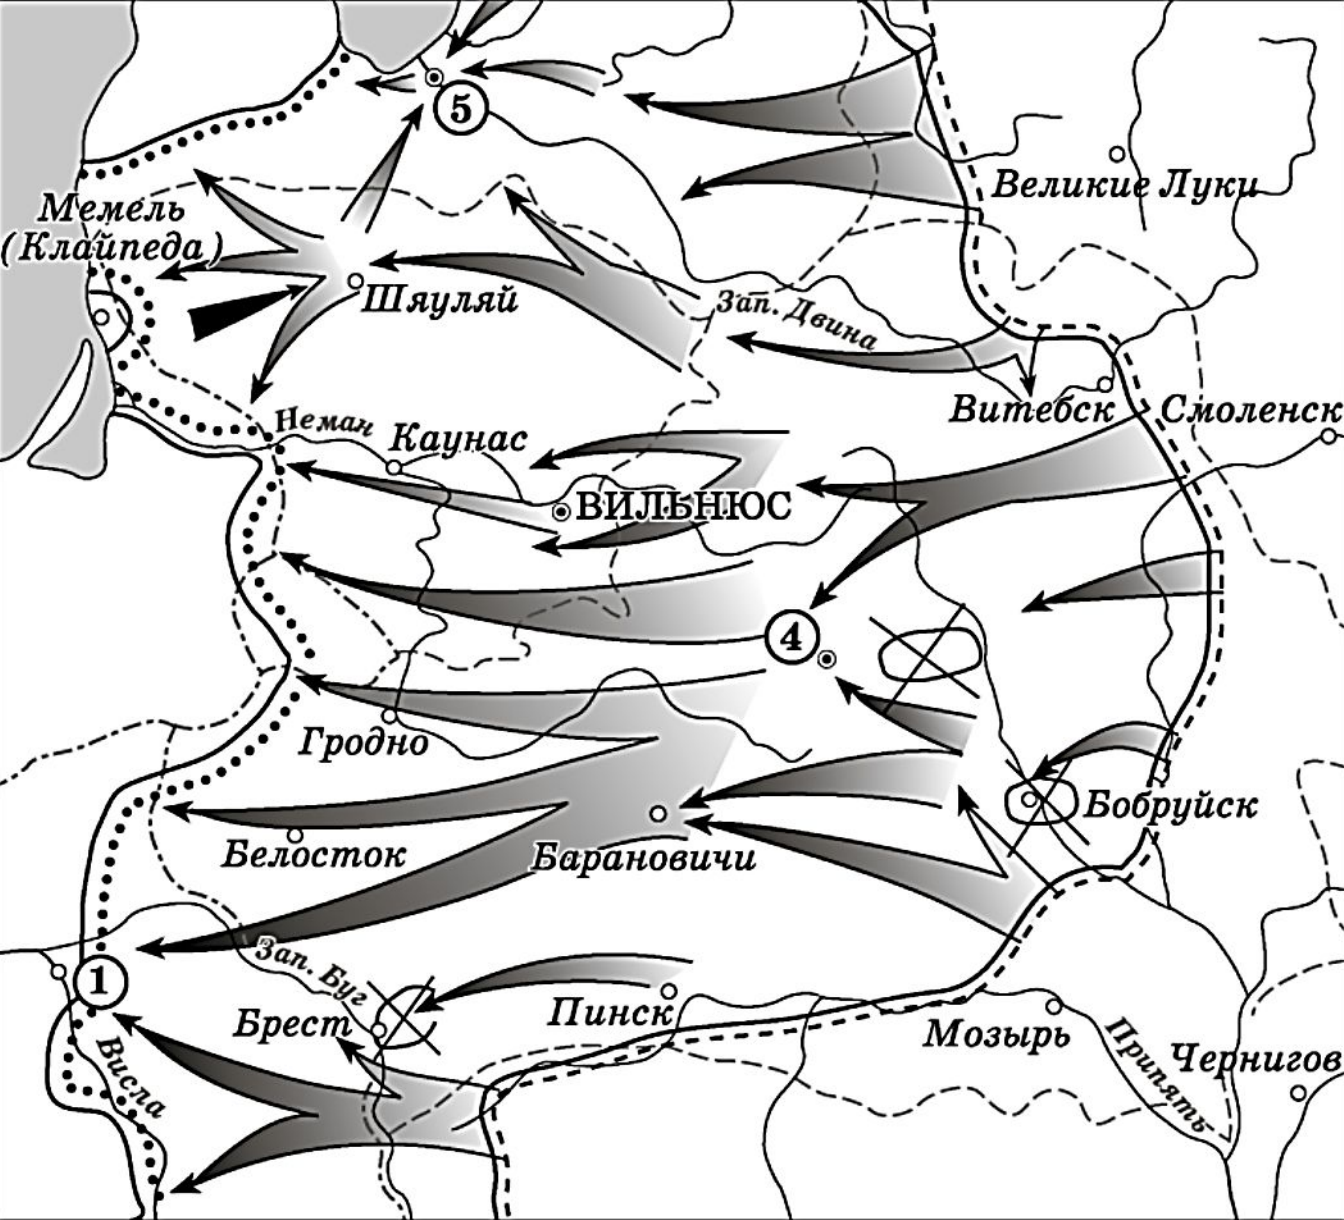 5
Великие Луки
Мемель
(Клайпеда)
Шяуляй
Зап. Двина
Витебск
Смоленск
Неман
Каунас
ВИЛЬНЮС
4
Гродно
Бобруйск
Белосток
Барановичи
Зап. Буг
1
Брест
Пинск
Мозырь
Висла
Припять
Чернигов